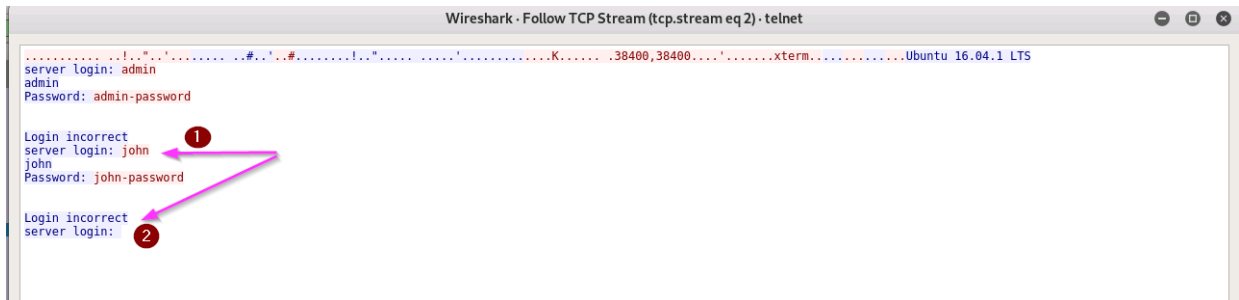 Wireshark · Follow TCP Stream (tcp.stream eq 2) · telnet
........... ..!.."..'....... ..#..'..#........!.."..... .....'.............K...... .38400,38400....'.......xterm..............Ubuntu 16.04.1 LTS
server login: admin
admin
Password: admin-password
Login incorrect
1
server login: john
john
Password: john-password
Login incorrect
server login:
2